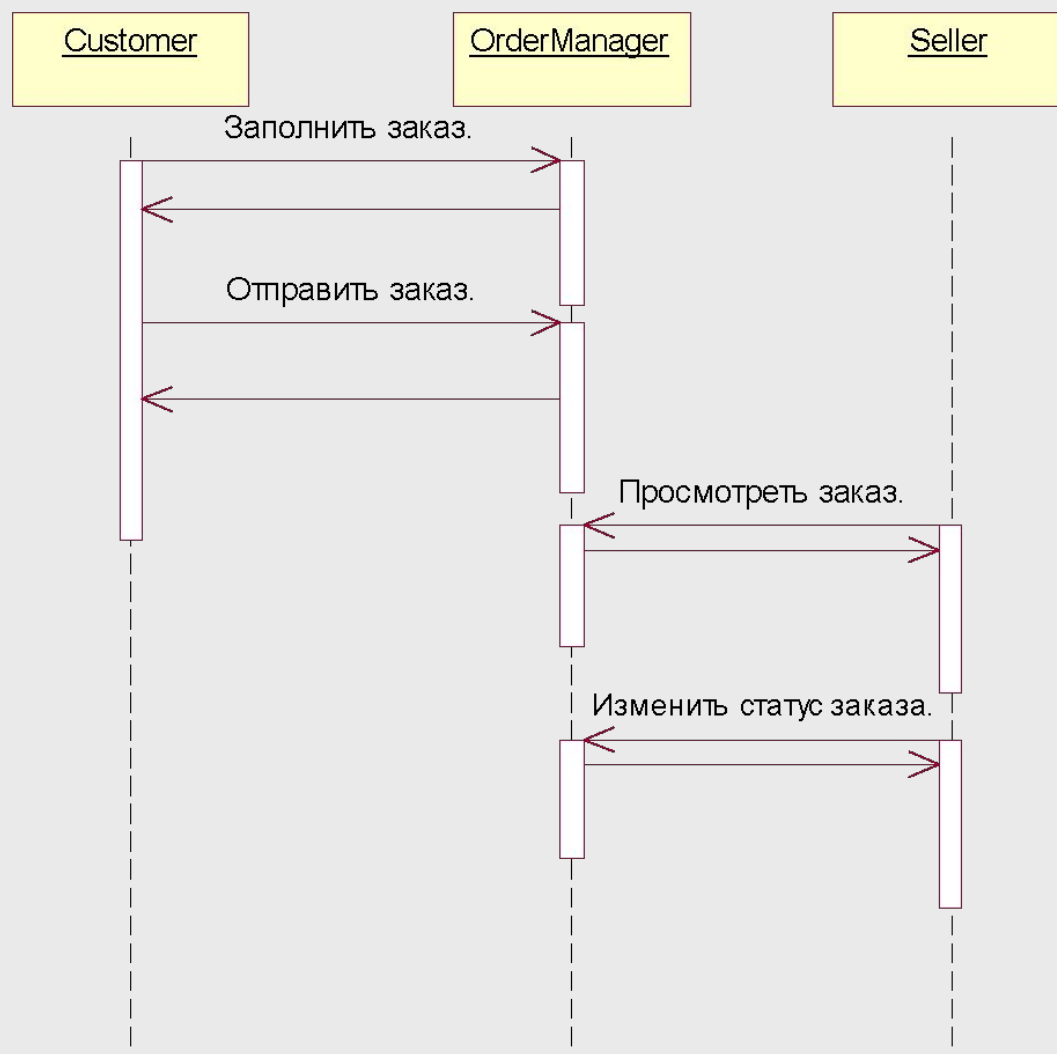 Customer
OrderManager
Seller
Заполнить заказ.
Отправить заказ.
Просмотреть заказ.
Изменить статус заказа.